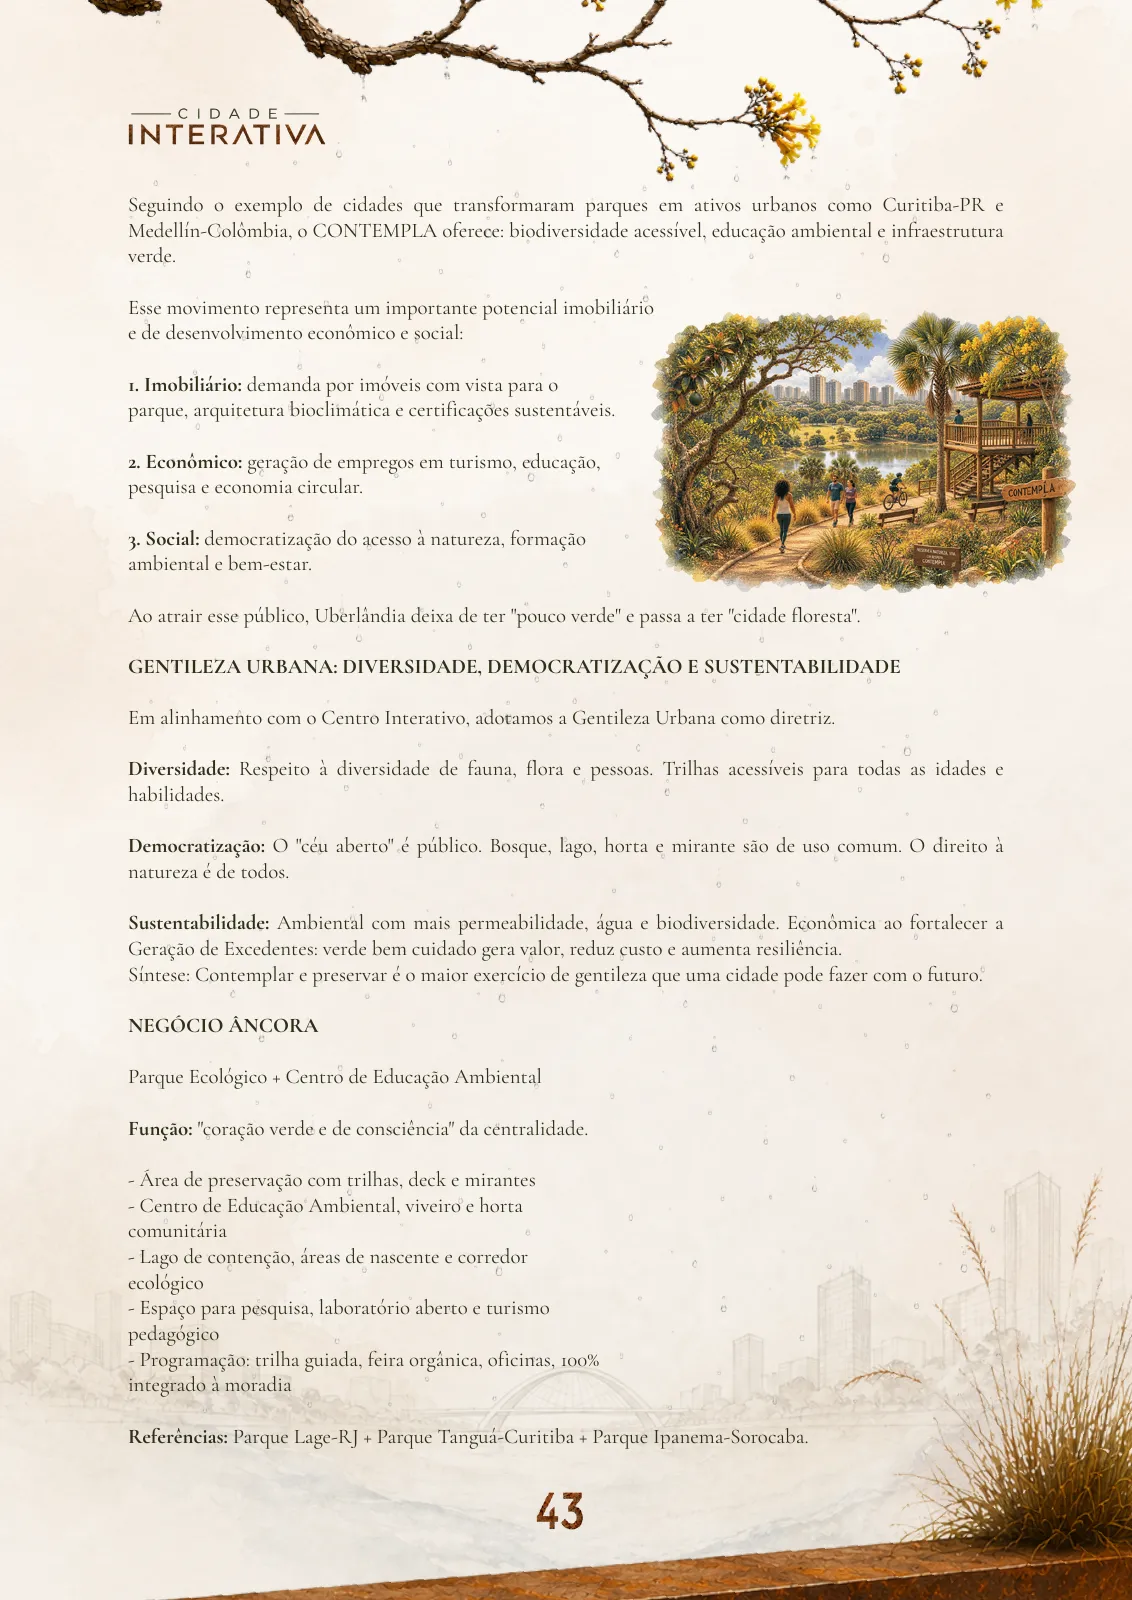 CIDADE
INTERATIVA
Seguindo o exemplo de cidades que transformaram parques em ativos urbanos como Curitiba-PR e
Medellín-Colômbia, o CONTEMPLA oferece: biodiversidade acessível, educação ambiental e infraestrutura
verde.
Esse movimento representa um importante potencial imobiliário
e de desenvolvimento econômico e social:
1. Imobiliário: demanda por imóveis com vista para o
parque, arquitetura bioclimática e certificações sustentáveis.
2. Econômico: geração de empregos em turismo, educação,
pesquisa e economia circular.
3. Social: democratização do acesso à natureza, formação
ambiental e bem-estar.
CONTEMPLA
CONTEMPLA
Ao atrair esse público, Uberlândia deixa de ter "pouco verde" e passa a ter "cidade floresta".
GENTILEZA URBANA: DIVERSIDADE, DEMOCRATIZAÇÃO E SUSTENTABILIDADE
Em alinhamento com o Centro Interativo, adotamos a Gentileza Urbana como diretriz.
Diversidade: Respeito à diversidade de fauna, flora e pessoas. Trilhas acessíveis para todas as idades e
habilidades.
Democratização: O "céu aberto" é público. Bosque, lago, horta e mirante são de uso comum. O direito à
natureza é de todos.
Sustentabilidade: Ambiental com mais permeabilidade, água e biodiversidade. Econômica ao fortalecer a
Geração de Excedentes: verde bem cuidado gera valor, reduz custo e aumenta resiliência.
Síntese: Contemplar e preservar é o maior exercício de gentileza que uma cidade pode fazer com o futuro.
NEGÓCIO ÂNCORA
Parque Ecológico + Centro de Educação Ambiental
Função: "coração verde e de consciência" da centralidade.
- Área de preservação com trilhas, deck e mirantes
- Centro de Educação Ambiental, viveiro e horta
comunitária
- Lago de contenção, áreas de nascente e corredor
ecológico
- Espaço para pesquisa, laboratório aberto e turismo
pedagógico
- Programação: trilha guiada, feira orgânica, oficinas, 100%
integrado à moradia
Referências: Parque Lage-RJ + Parque Tanguá-Curitiba + Parque Ipanema-Sorocaba.
43